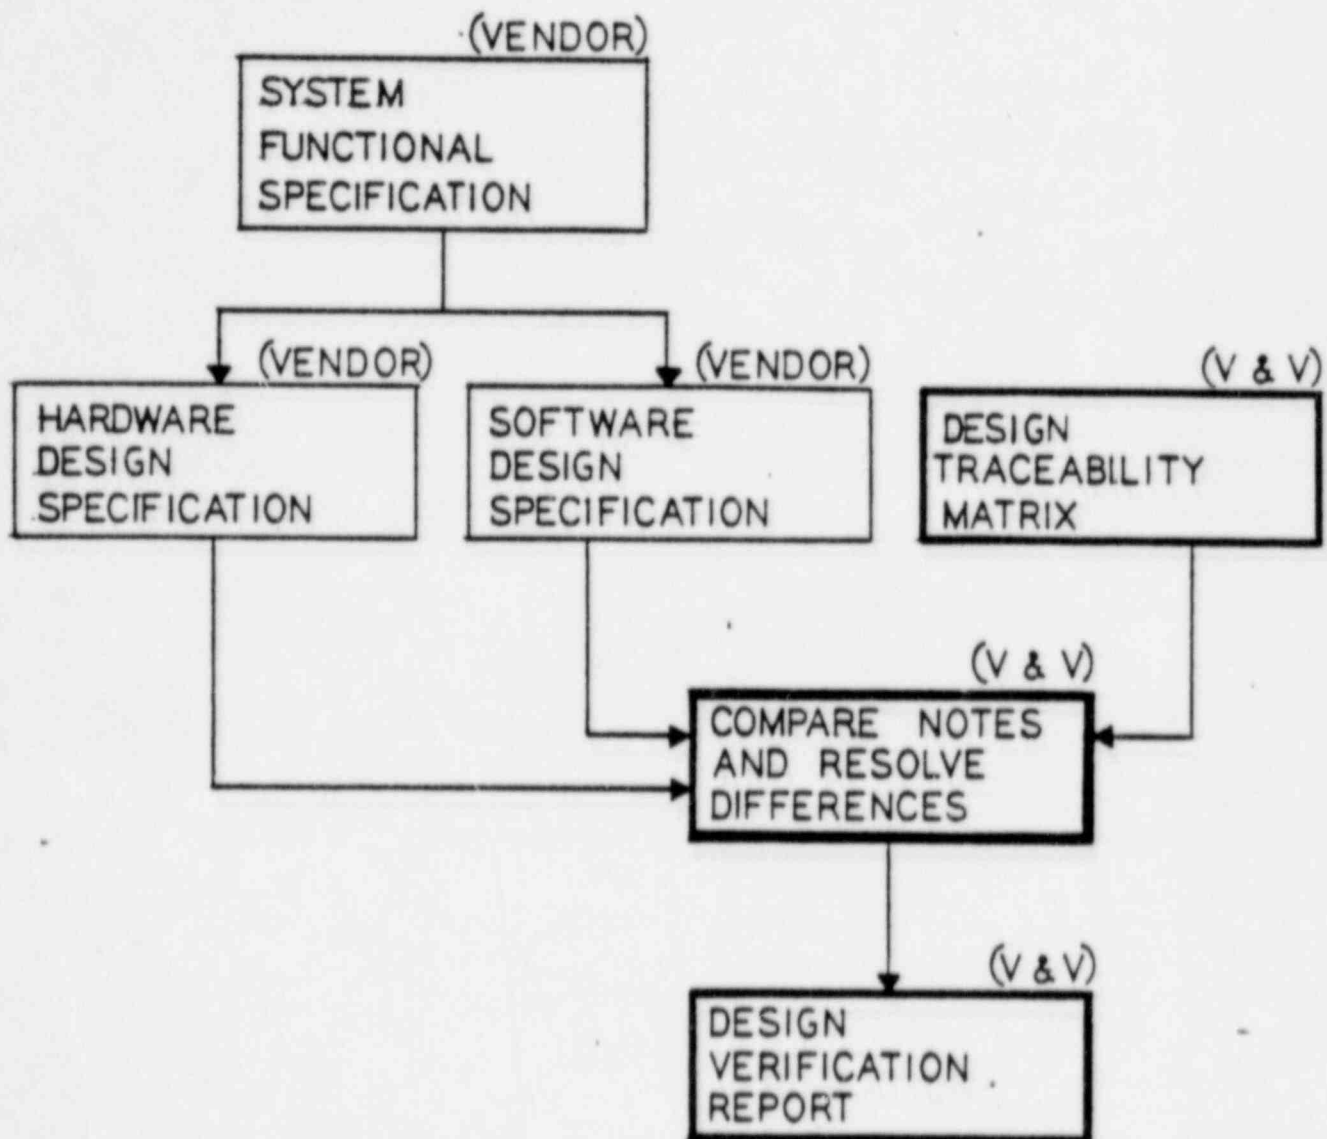 (VENDOR)
SYSTEM
FUNCTIONAL
SPECIFICATION
(VENDOR)
HARDWARE
DESIGN
SPECIFICATION
(VENDOR)
SOFTWARE
DESIGN
SPECIFICATION
(V & V)
DESIGN
TRACEABILITY
MATRIX
(V & V)
COMPARE NOTES
AND RESOLVE
DIFFERENCES
(V & V)
DESIGN
VERIFICATION
REPORT